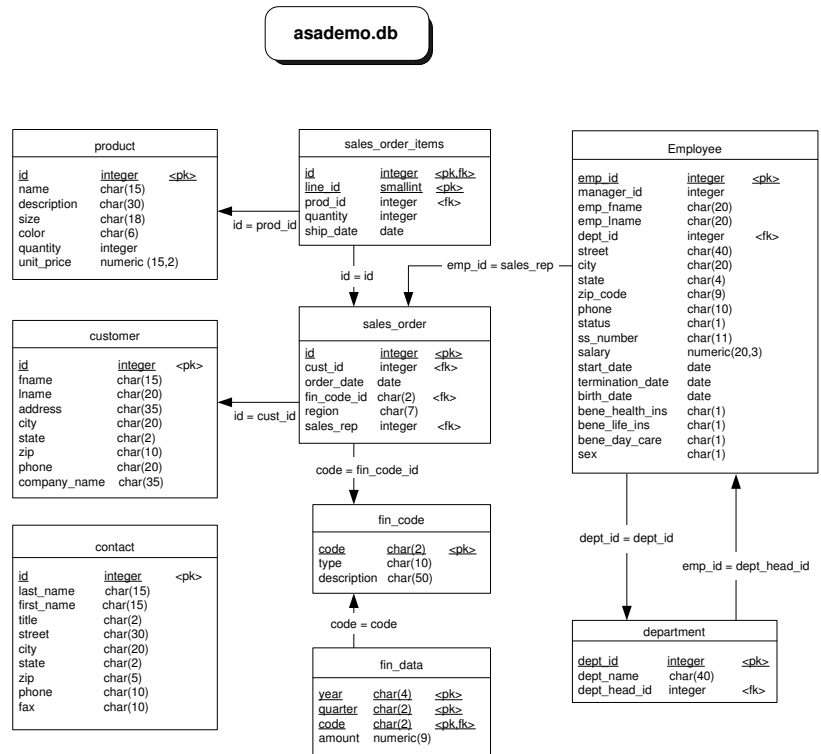 asademo.db
product
id integer <pk>
name char(15)
description char(30)
size char(18)
color char(6)
quantity integer
unit_price numeric (15,2)
id = prod_id
sales_order_items
id integer <pk,fk>
line_id smallint <pk>
prod_id integer <fk>
quantity integer
ship_date date
id = id
Employee
emp_id integer <pk>
manager_id integer
emp_fname char(20)
emp_lname char(20)
dept_id integer <fk>
street char(40)
city char(20)
state char(4)
zip_code char(9)
phone char(10)
status char(1)
ss_number char(11)
salary numeric(20,3)
start_date date
termination_date date
birth_date date
bene_health_ins char(1)
bene_life_ins char(1)
bene_day_care char(1)
sex char(1)
emp_id = sales_rep
customer
id integer <pk>
fname char(15)
lname char(20)
address char(35)
city char(20)
state char(2)
zip char(10)
phone char(20)
company_name char(35)
id = cust_id
sales_order
id integer <pk>
cust_id integer <fk>
order_date date
fin_code_id char(2) <fk>
region char(7)
sales_rep integer <fk>
code = fin_code_id
contact
id integer <pk>
last_name char(15)
first_name char(15)
title char(2)
street char(30)
city char(20)
state char(2)
zip char(5)
phone char(10)
fax char(10)
fin_code
code char(2) <pk>
type char(10)
description char(50)
code = code
fin_data
year char(4) <pk>
quarter char(2) <pk>
code char(2) <pk,fk>
amount numeric(9)
dept_id = dept_id
emp_id = dept_head_id
department
dept_id integer <pk>
dept_name char(40)
dept_head_id integer <fk>